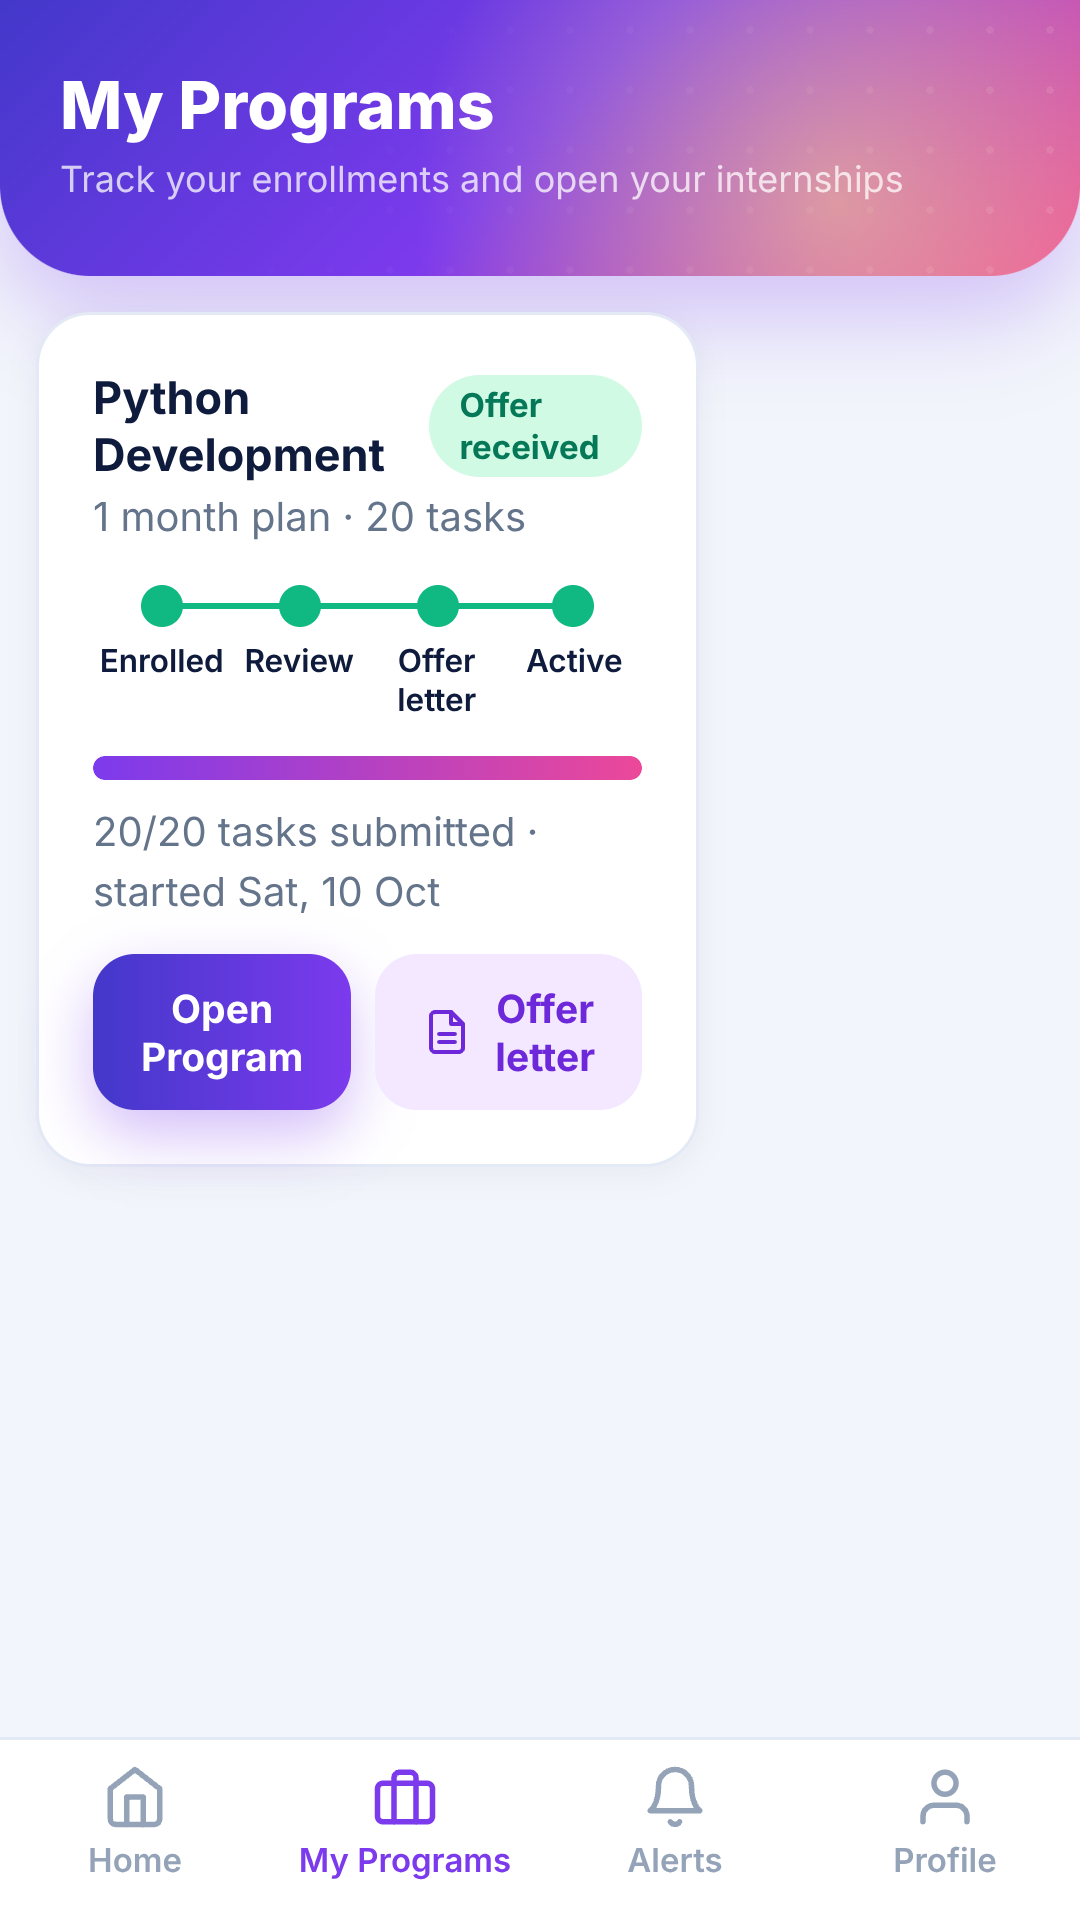 My Programs
Track your enrollments and open your internships
Python
Development
Offer
received
1 month plan · 20 tasks
Enrolled
Review
Offer
letter
Active
20/20 tasks submitted ·
started Sat, 10 Oct
Open
Program
Offer
letter
Home
My Programs
Alerts
Profile